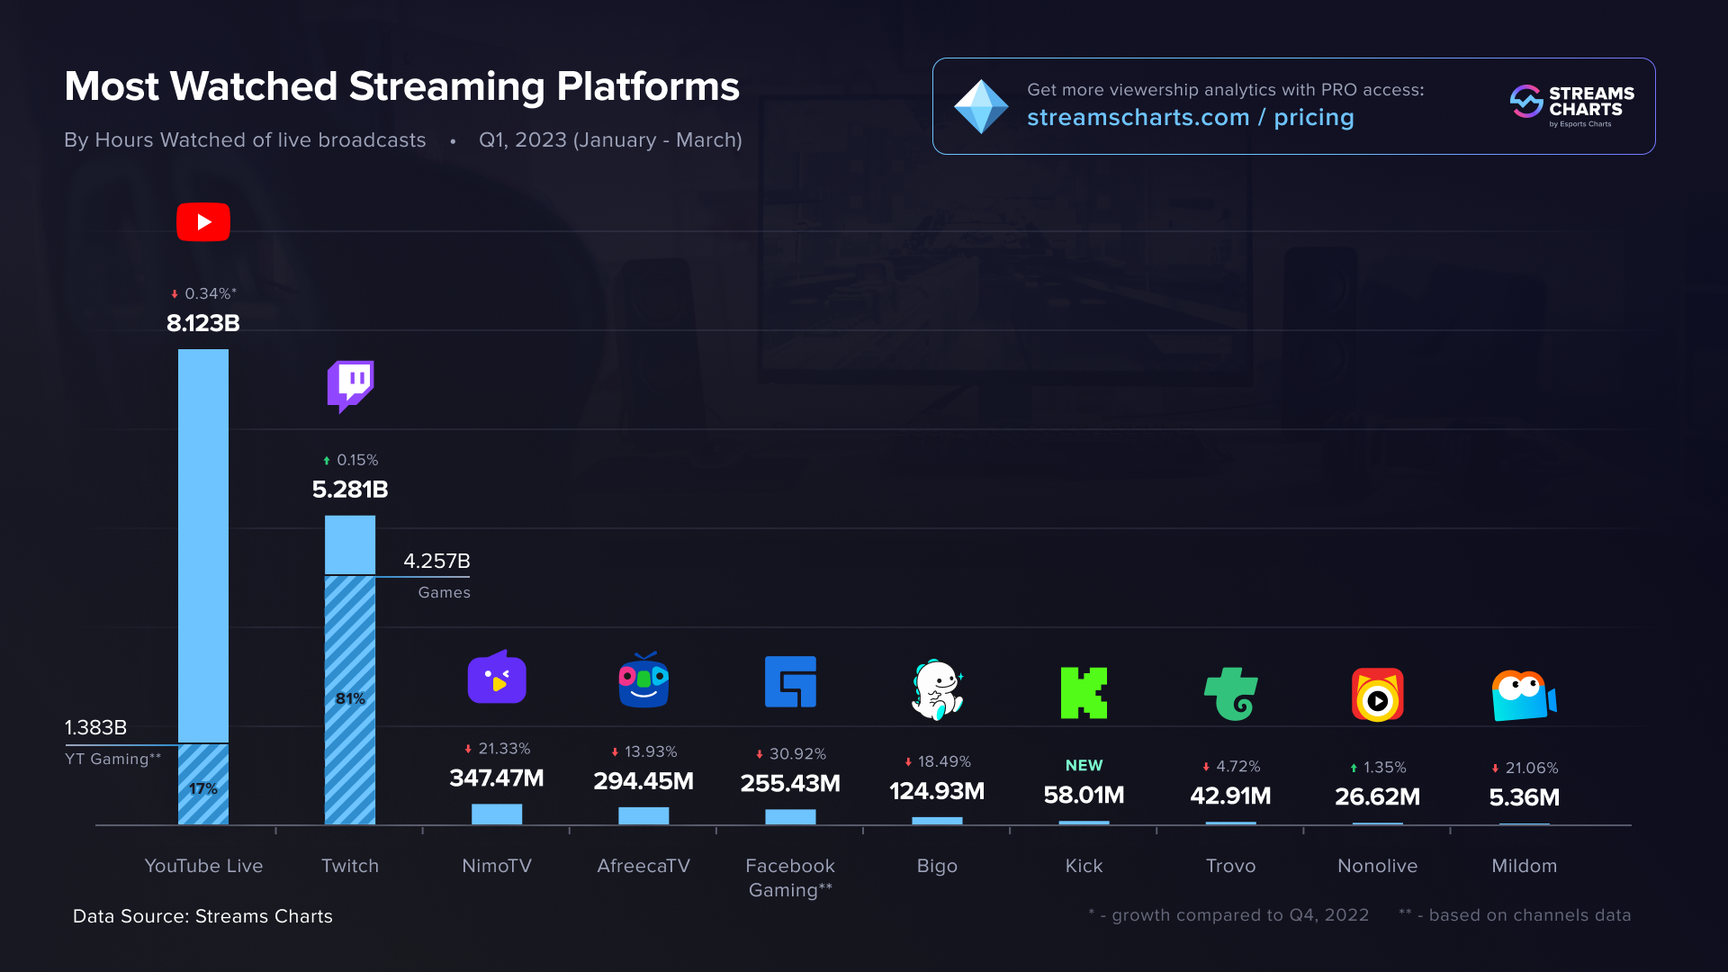 Most Watched Streaming Platforms
By Hours Watched of live broadcasts • Q1, 2023 (January - March)
Get more viewership analytics with PRO access:
streamscharts.com / pricing
STREAMS
CHARTS
by Esports Charts
0.34%*
8.123B
0.15%
5.281B
4.257B
Games
81%
1.383B
YT Gaming**
17%
21.33%
347.47M
13.93%
294.45M
30.92%
255.43M
18.49%
124.93M
NEW
58.01M
4.72%
42.91M
1.35%
26.62M
21.06%
5.36M
YouTube Live
Twitch
NimoTV
AfreecaTV
Facebook
Gaming**
Bigo
Kick
Trovo
Nonolive
Mildom
Data Source: Streams Charts
* - growth compared to Q4, 2022
** - based on channels data